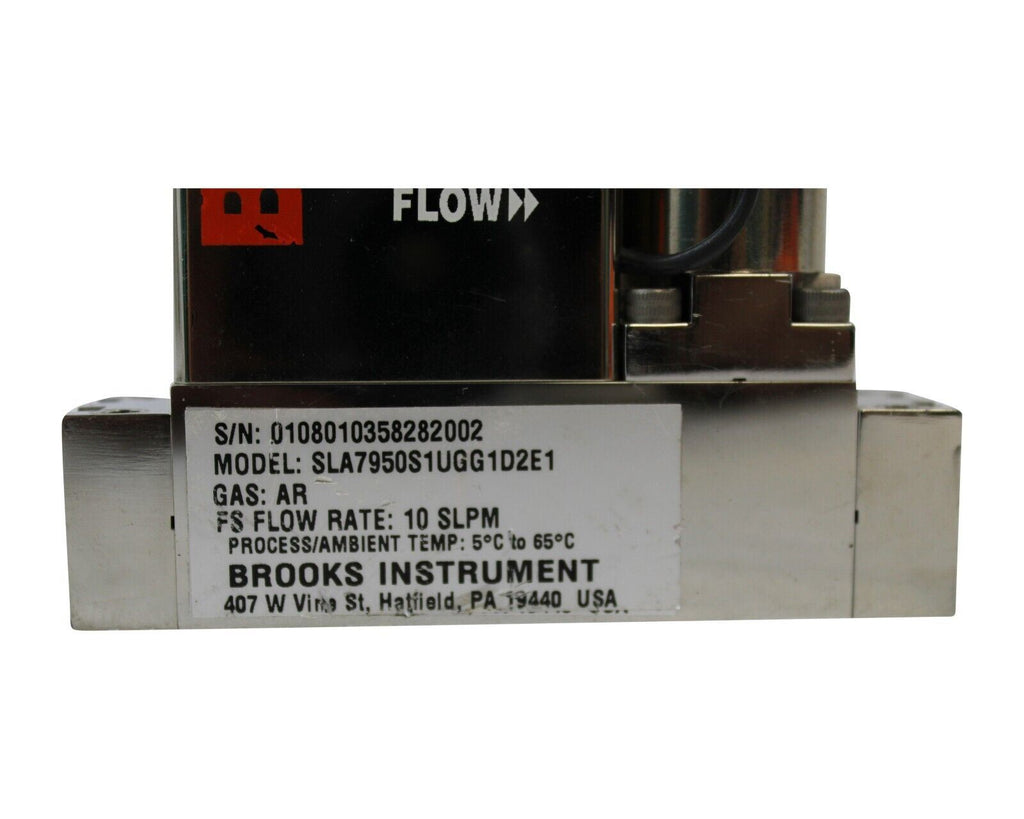 FLOW
S/N: 0108010358282002
MODEL: SLA7950S1UGG1D2E1
GAS: AR
FS FLOW RATE: 10 SLPM
PROCESS/AMBIENT TEMP: 5°C to 65°C
BROOKS INSTRUMENT
407 W Vine St, Hatfield, PA 19440 USA